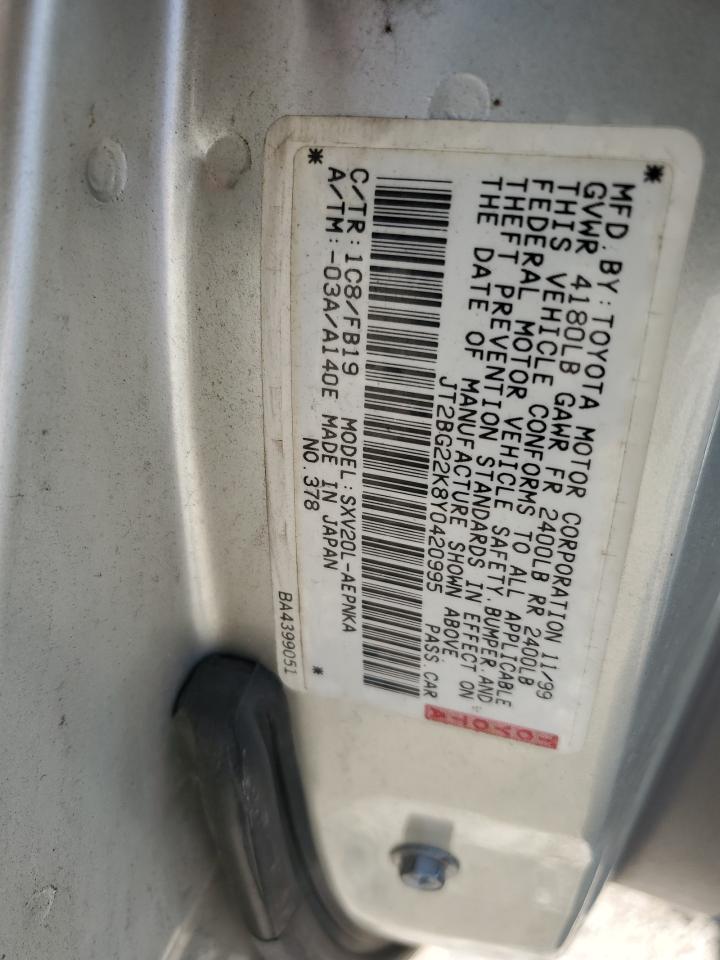 MFD. BY: TOYOTA MOTOR CORPORATION 11/99
GVWR 4180LB GAWR FR 2400LB RR 2400LB
THIS VEHICLE CONFORMS TO ALL APPLICABLE
FEDERAL MOTOR VEHICLE SAFETY, BUMPER, AND
THEFT PREVENTION STANDARDS IN EFFECT ON
THE DATE OF MANUFACTURE SHOWN ABOVE.
JT2BG22K8Y0420995 PASS. CAR
TOYOTA
C/TR: 1C8/FB19 MODEL: SXV20L-AEPNKA
A/TM: -03A/A140E MADE IN JAPAN
NO. 378
BA4399051